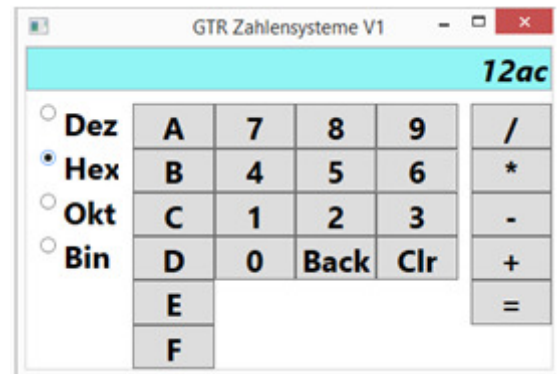 GTR Zahlensysteme V1
12ac
Dez A 7 8 9 /
Hex B 4 5 6 *
Okt C 1 2 3 -
Bin D 0 Back Clr +
E =
F